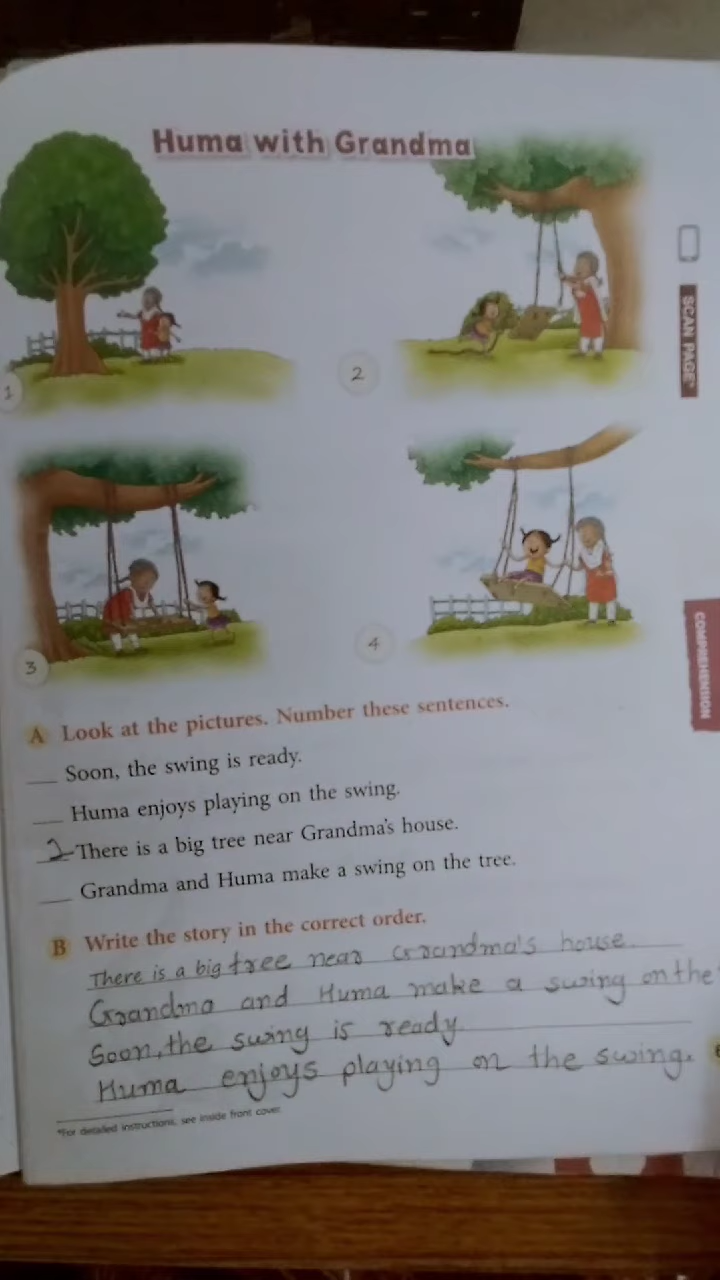 Huma with Grandma
1
2
SCAN PAGE*
3
4
COMPREHENSION
A Look at the pictures. Number these sentences.
__ Soon, the swing is ready.
__ Huma enjoys playing on the swing.
2 There is a big tree near Grandma's house.
__ Grandma and Huma make a swing on the tree.
B Write the story in the correct order.
There is a big tree near Grandma's house.
Grandma and Huma make a swing on the
Soon, the swing is ready
Huma enjoys playing on the swing.
*For detailed instructions, see inside front cover.